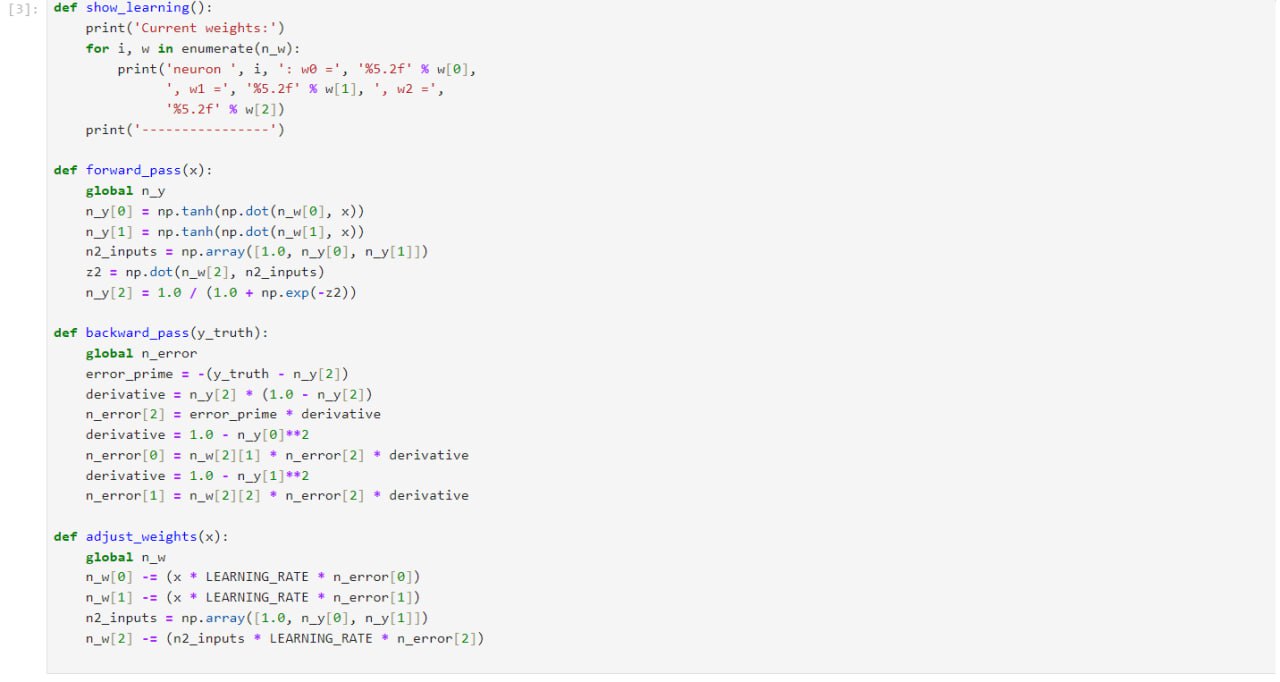 [3]:
def show_learning():
    print('Current weights:')
    for i, w in enumerate(n_w):
        print('neuron ', i, ': w0 =', '%5.2f' % w[0],
              ', w1 =', '%5.2f' % w[1], ', w2 =',
              '%5.2f' % w[2])
    print('----------------')

def forward_pass(x):
    global n_y
    n_y[0] = np.tanh(np.dot(n_w[0], x))
    n_y[1] = np.tanh(np.dot(n_w[1], x))
    n2_inputs = np.array([1.0, n_y[0], n_y[1]])
    z2 = np.dot(n_w[2], n2_inputs)
    n_y[2] = 1.0 / (1.0 + np.exp(-z2))

def backward_pass(y_truth):
    global n_error
    error_prime = -(y_truth - n_y[2])
    derivative = n_y[2] * (1.0 - n_y[2])
    n_error[2] = error_prime * derivative
    derivative = 1.0 - n_y[0]**2
    n_error[0] = n_w[2][1] * n_error[2] * derivative
    derivative = 1.0 - n_y[1]**2
    n_error[1] = n_w[2][2] * n_error[2] * derivative

def adjust_weights(x):
    global n_w
    n_w[0] -= (x * LEARNING_RATE * n_error[0])
    n_w[1] -= (x * LEARNING_RATE * n_error[1])
    n2_inputs = np.array([1.0, n_y[0], n_y[1]])
    n_w[2] -= (n2_inputs * LEARNING_RATE * n_error[2])